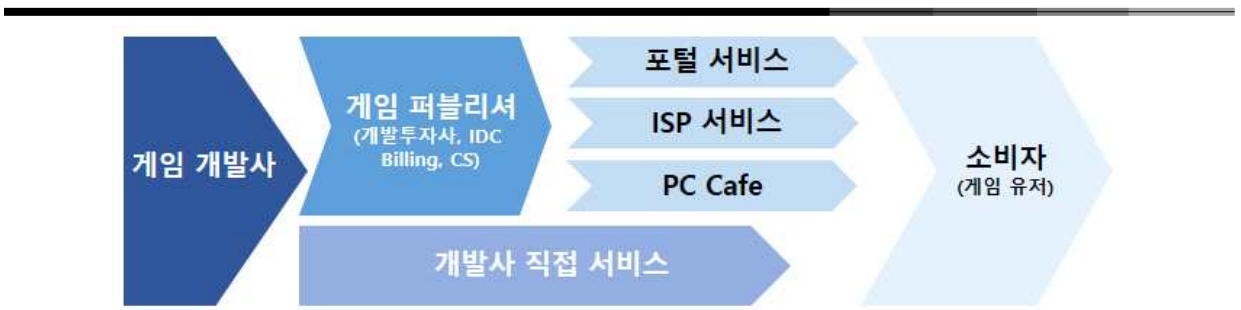 게임 개발사
게임 퍼블리셔
(개발투자사, IDC
Billing, CS)
포털 서비스
ISP 서비스
PC Cafe
개발사 직접 서비스
소비자
(게임 유저)